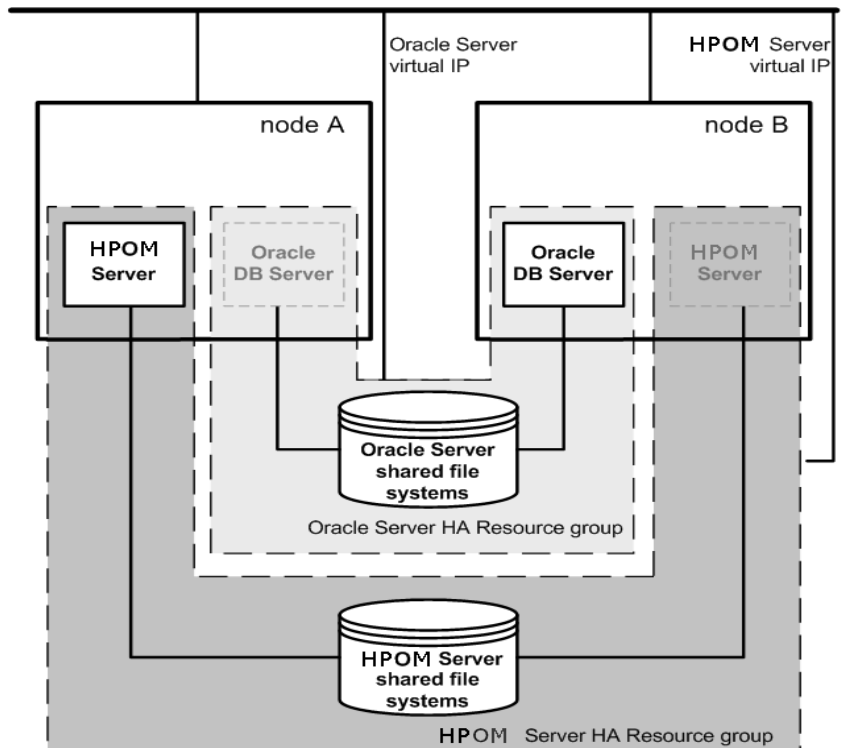 Oracle Server
virtual IP
HPOM Server
virtual IP
node A
node B
HPOM
Server
Oracle
DB Server
Oracle
DB Server
HPOM
Server
Oracle Server
shared file
systems
Oracle Server HA Resource group
HPOM Server
shared file
systems
HPOM Server HA Resource group